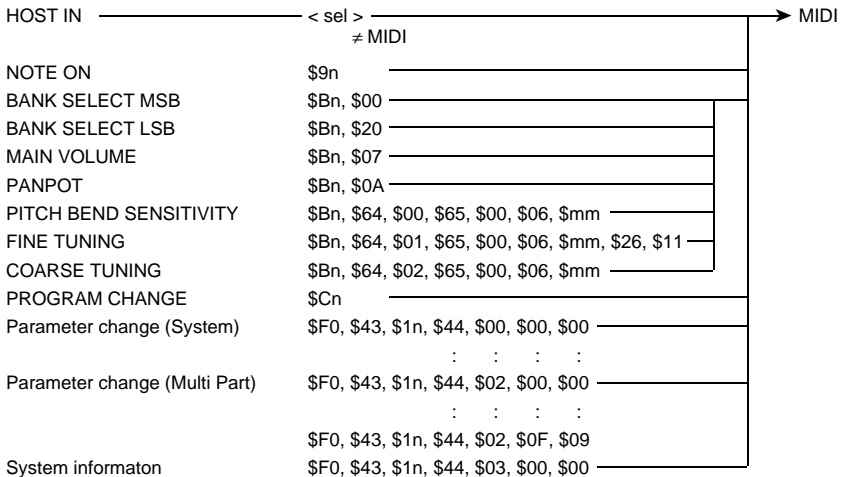 HOST IN < sel > MIDI
≠ MIDI
NOTE ON $9n
BANK SELECT MSB $Bn, $00
BANK SELECT LSB $Bn, $20
MAIN VOLUME $Bn, $07
PANPOT $Bn, $0A
PITCH BEND SENSITIVITY $Bn, $64, $00, $65, $00, $06, $mm
FINE TUNING $Bn, $64, $01, $65, $00, $06, $mm, $26, $11
COARSE TUNING $Bn, $64, $02, $65, $00, $06, $mm
PROGRAM CHANGE $Cn
Parameter change (System) $F0, $43, $1n, $44, $00, $00, $00
: : : :
Parameter change (Multi Part) $F0, $43, $1n, $44, $02, $00, $00
: : : :
$F0, $43, $1n, $44, $02, $0F, $09
System informaton $F0, $43, $1n, $44, $03, $00, $00